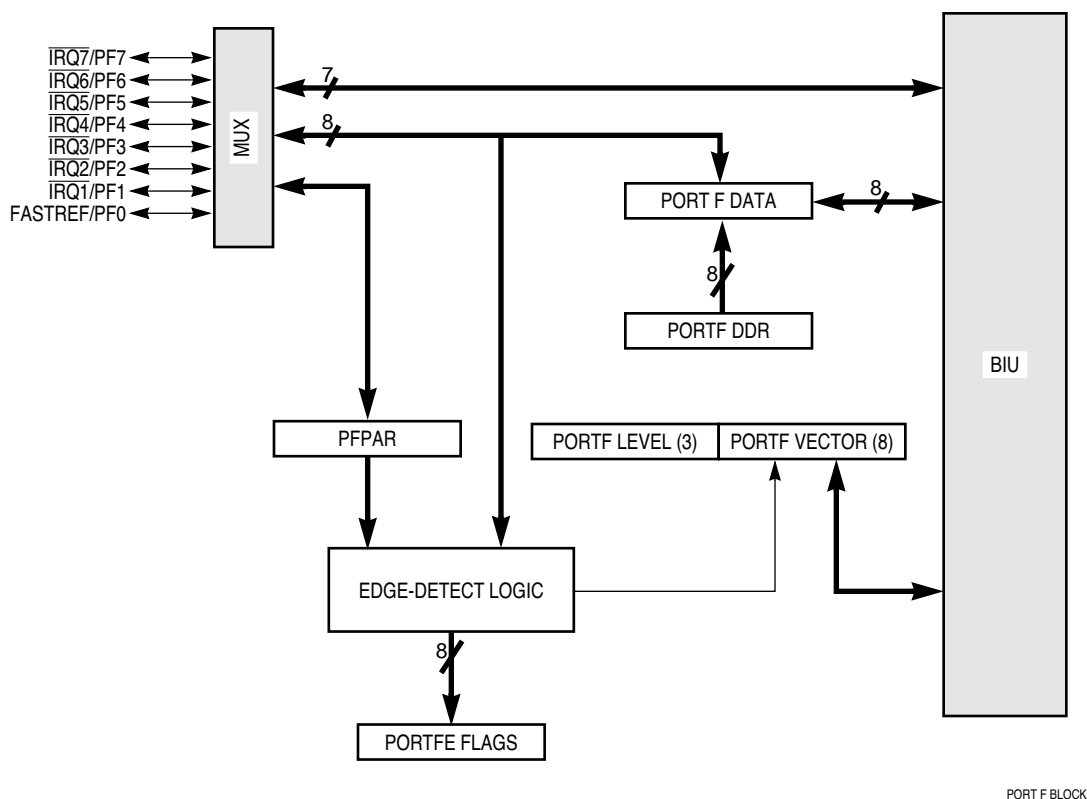 IRQ7/PF7
IRQ6/PF6
IRQ5/PF5
IRQ4/PF4
IRQ3/PF3
IRQ2/PF2
IRQ1/PF1
FASTREF/PF0
MUX
7
8
PORT F DATA
8
8
PORTF DDR
BIU
PFPAR
PORTF LEVEL (3)
PORTF VECTOR (8)
EDGE-DETECT LOGIC
8
PORTFE FLAGS
PORT F BLOCK